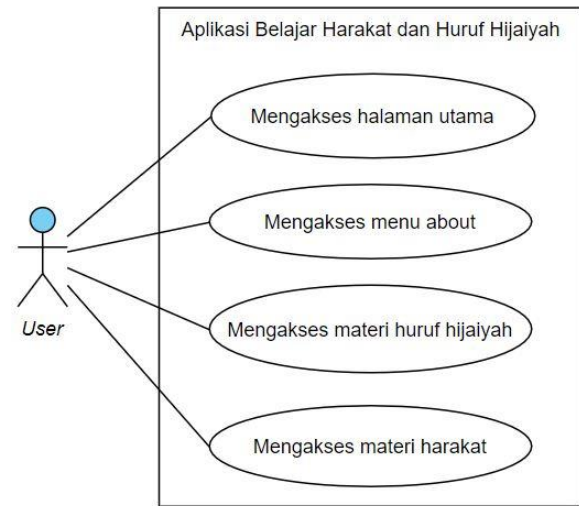 Aplikasi Belajar Harakat dan Huruf Hijaiyah
Mengakses halaman utama
Mengakses menu about
User
Mengakses materi huruf hijaiyah
Mengakses materi harakat